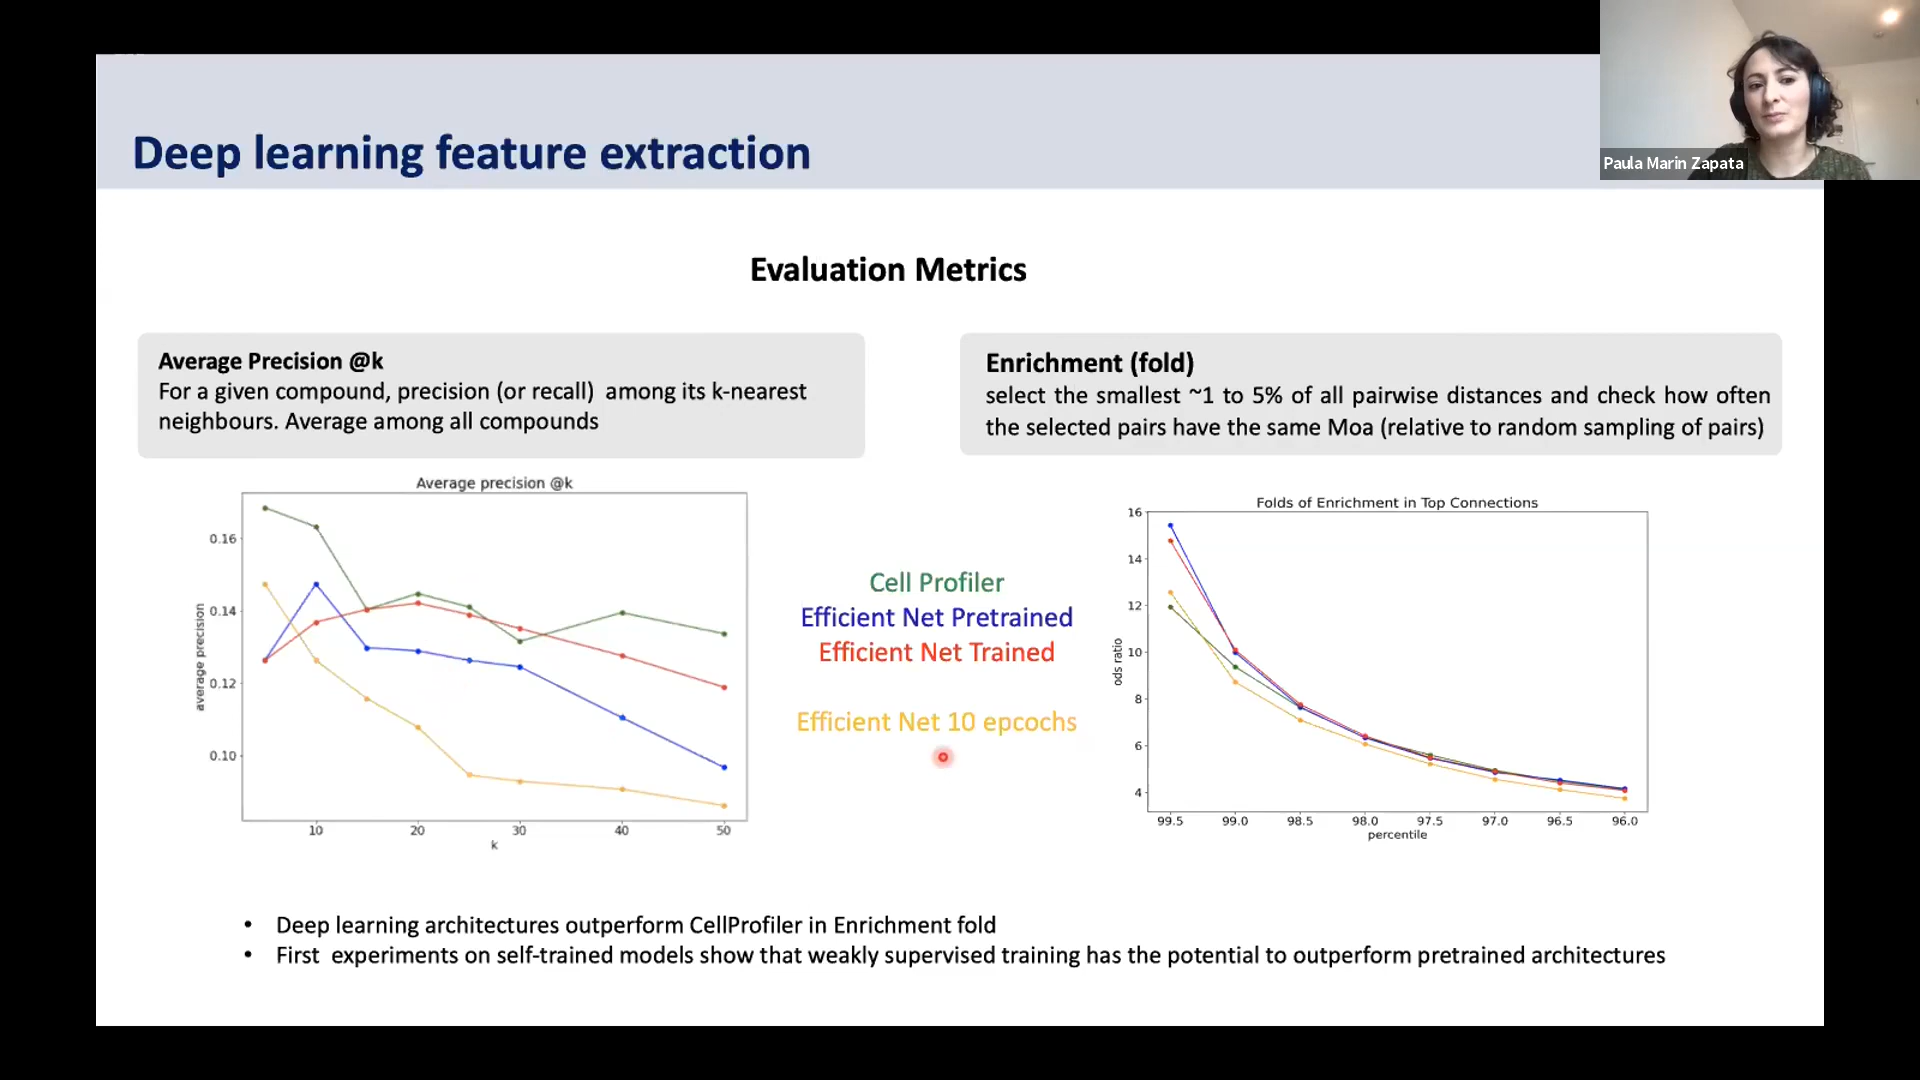 Paula Marin Zapata
Deep learning feature extraction
Evaluation Metrics
Average Precision @k
For a given compound, precision (or recall) among its k-nearest
neighbours. Average among all compounds
Enrichment (fold)
select the smallest ~1 to 5% of all pairwise distances and check how often
the selected pairs have the same Moa (relative to random sampling of pairs)
Average precision @k
average precision
0.16
0.14
0.12
0.10
10 20 30 40 50
k
Cell Profiler
Efficient Net Pretrained
Efficient Net Trained
Efficient Net 10 epcochs
Folds of Enrichment in Top Connections
ods ratio
16
14
12
10
8
6
4
99.5 99.0 98.5 98.0 97.5 97.0 96.5 96.0
percentile
• Deep learning architectures outperform CellProfiler in Enrichment fold
• First experiments on self-trained models show that weakly supervised training has the potential to outperform pretrained architectures